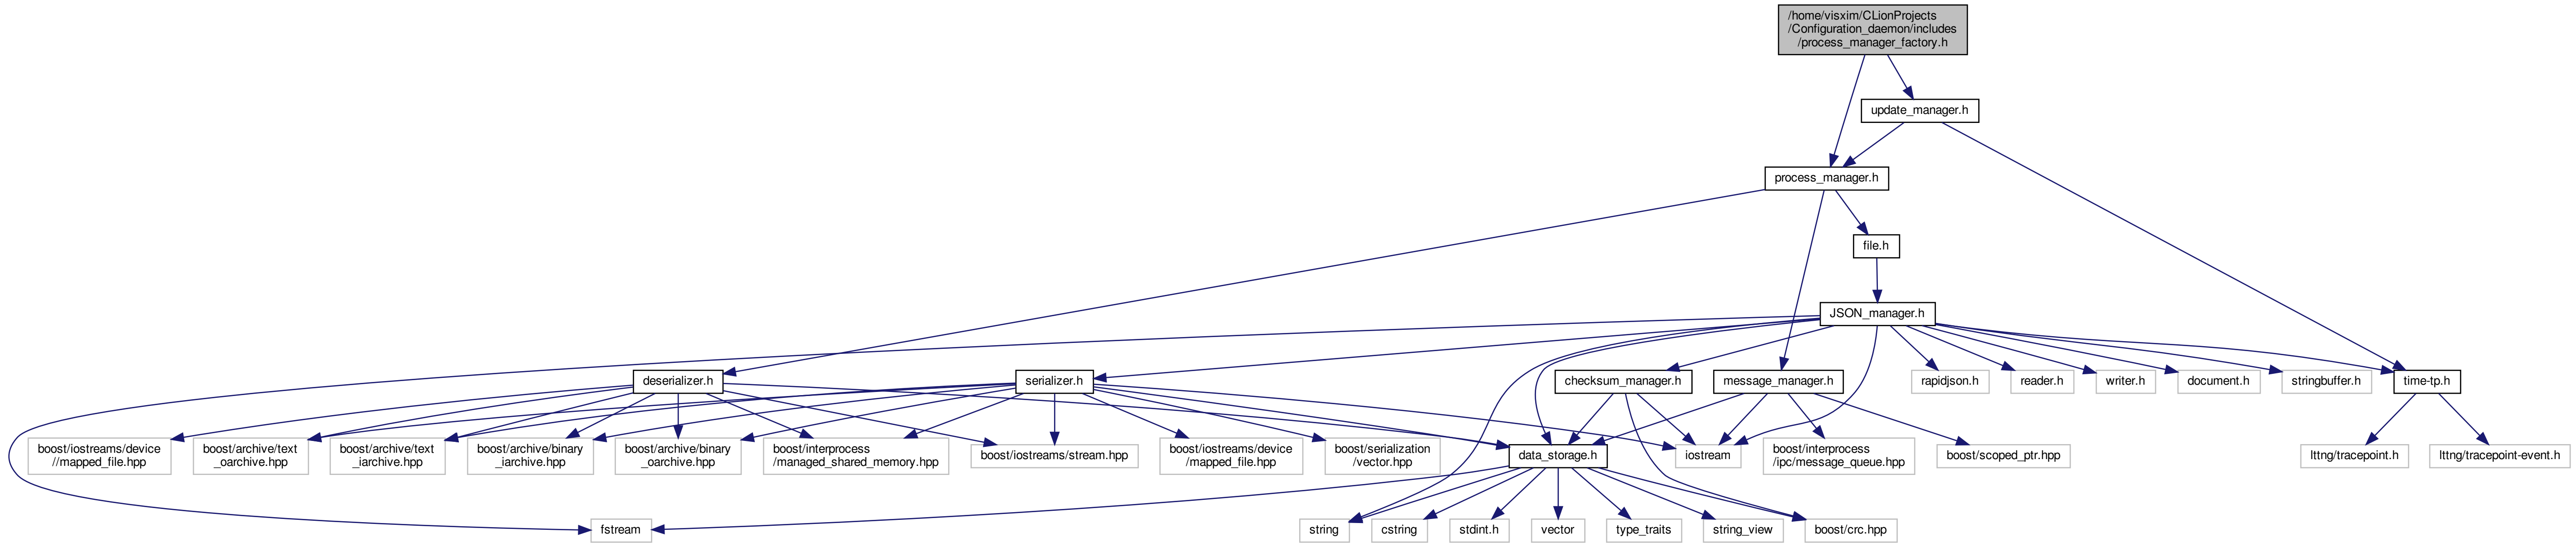 /home/visxim/CLionProjects
/Configuration_daemon/includes
/process_manager_factory.h
update_manager.h
process_manager.h
file.h
JSON_manager.h
deserializer.h
serializer.h
checksum_manager.h
message_manager.h
rapidjson.h
reader.h
writer.h
document.h
stringbuffer.h
time-tp.h
boost/iostreams/device
//mapped_file.hpp
boost/archive/text
_oarchive.hpp
boost/archive/text
_iarchive.hpp
boost/archive/binary
_iarchive.hpp
boost/archive/binary
_oarchive.hpp
boost/interprocess
/managed_shared_memory.hpp
boost/iostreams/stream.hpp
boost/iostreams/device
/mapped_file.hpp
boost/serialization
/vector.hpp
data_storage.h
iostream
boost/interprocess
/ipc/message_queue.hpp
boost/scoped_ptr.hpp
lttng/tracepoint.h
lttng/tracepoint-event.h
fstream
string
cstring
stdint.h
vector
type_traits
string_view
boost/crc.hpp